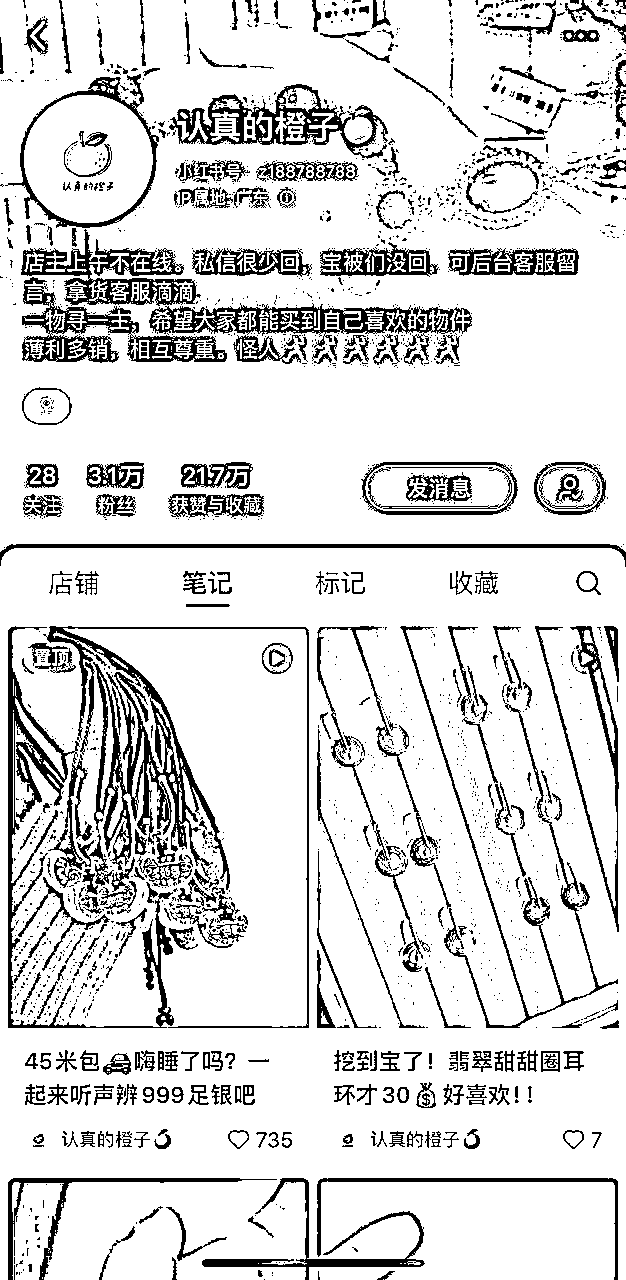 认真的橙子
认真的橙子
小红书号：z188788788
IP属地：广东
店主上午不在线。私信很少回，宝被们没回，可后台客服留
言，拿货客服滴滴
一物寻一主，希望大家都能买到自己喜欢的物件
薄利多销，相互尊重。怪人
28 3.1万 21.7万
关注 粉丝 获赞与收藏
发消息
店铺 笔记 标记 收藏
置顶
45米包🚗嗨睡了吗？一
起来听声辨999足银吧
认真的橙子 735
挖到宝了！翡翠甜甜圈耳
环才30💰好喜欢！！
认真的橙子 7